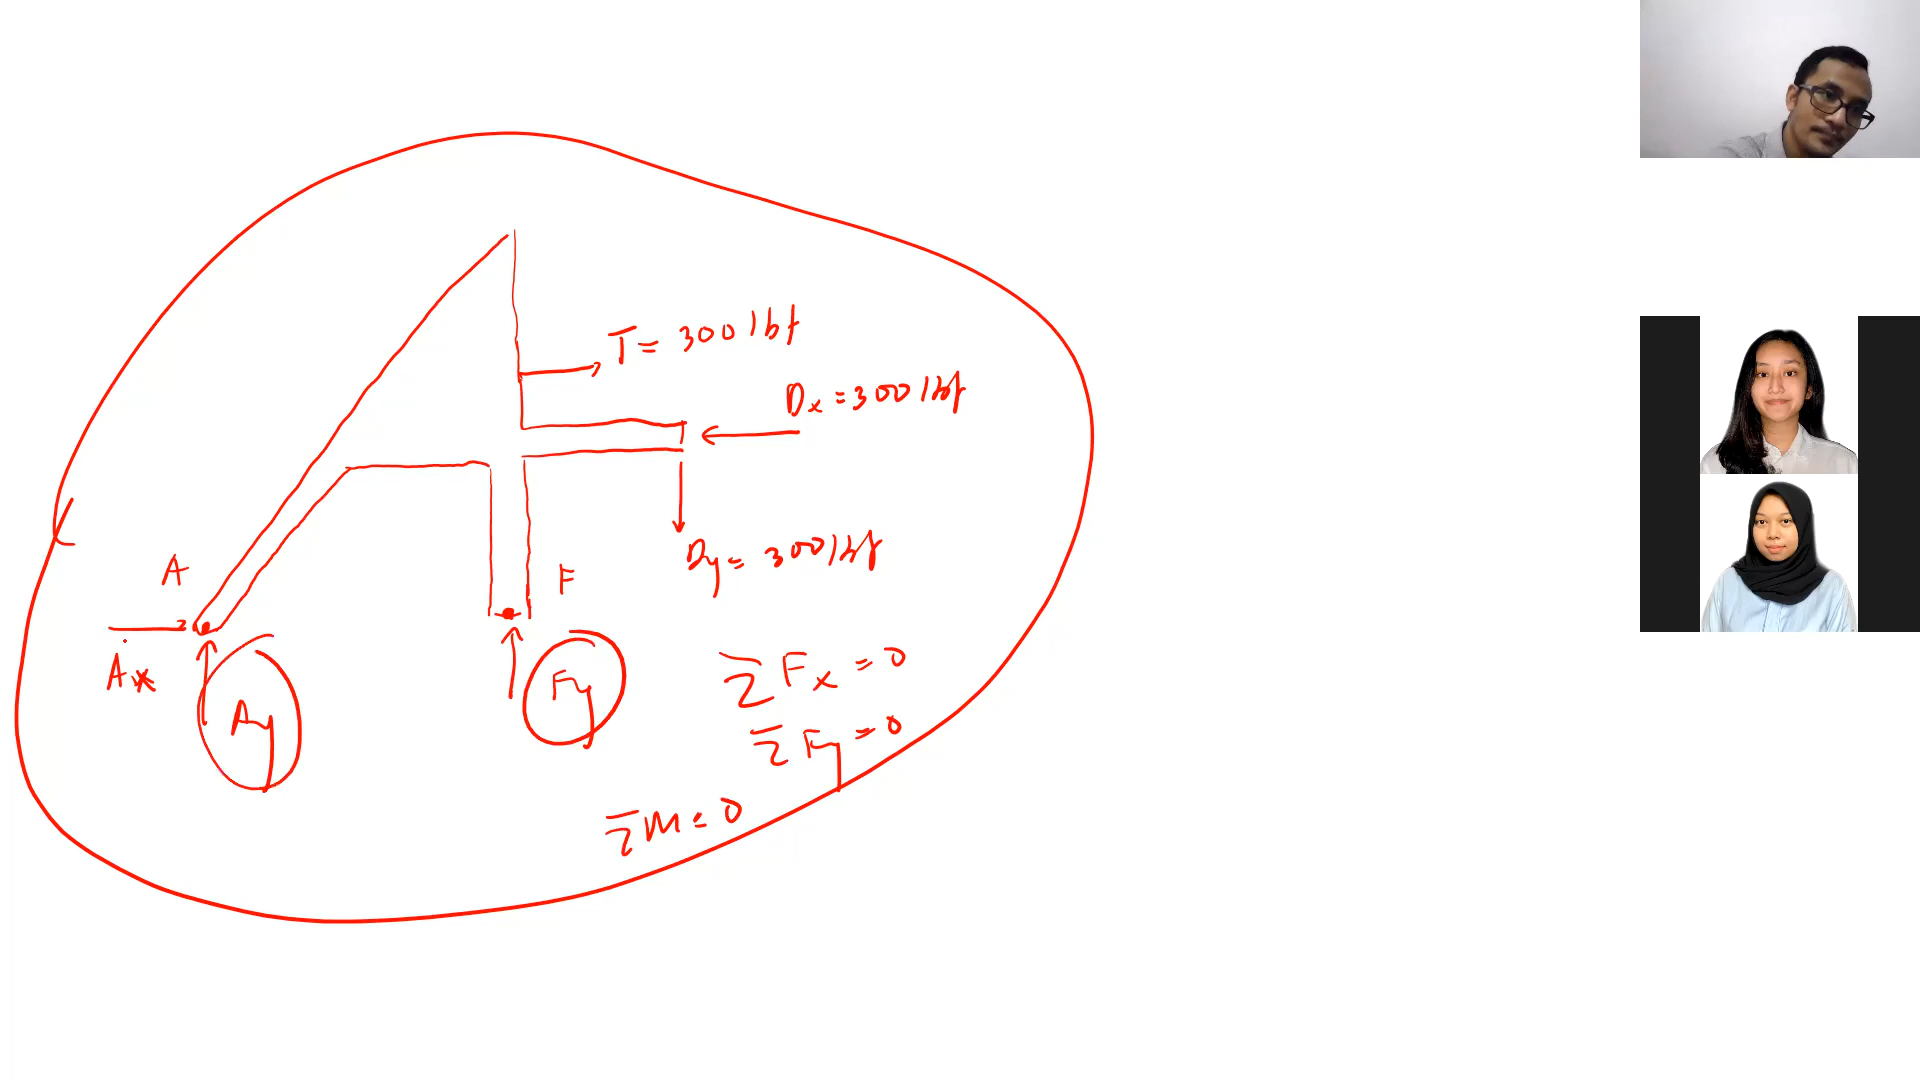 T = 300 lbf
Dx = 300 lbf
Dy = 300 lbf
A
F
Ax
Ay
Fy
ΣFx = 0
ΣFy = 0
ΣM = 0